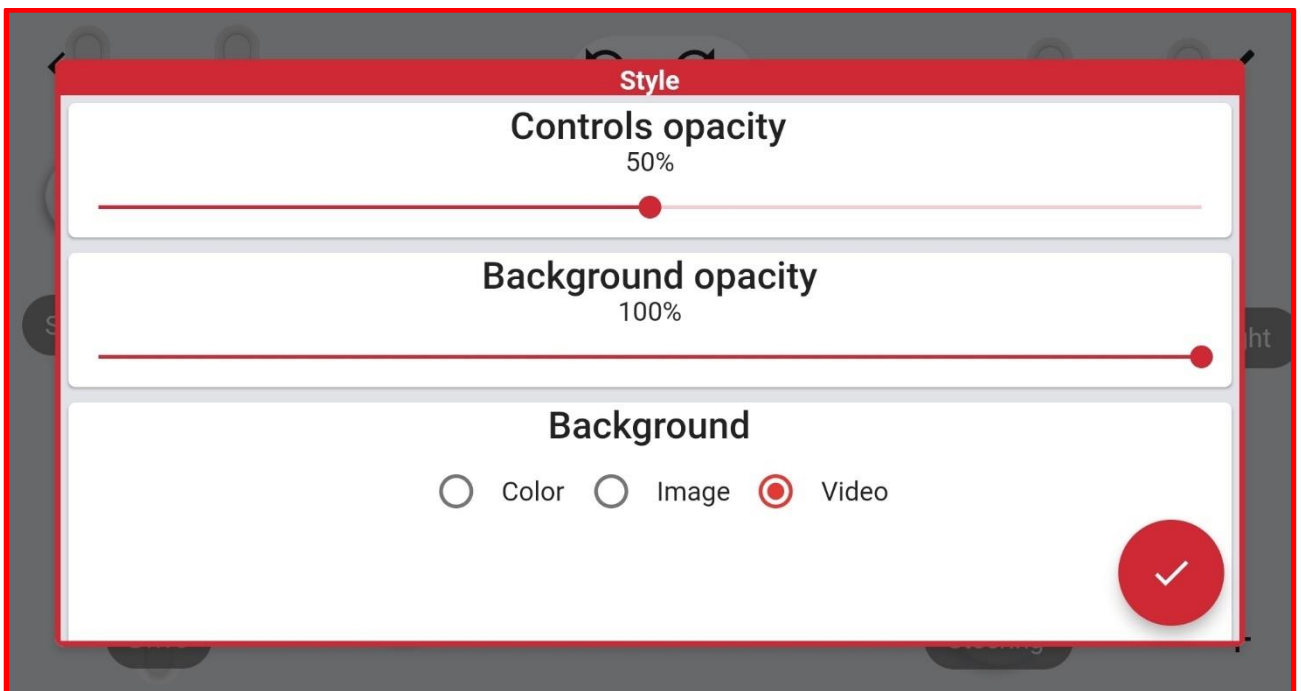 Style
Controls opacity
50%
Background opacity
100%
Background
Color Image Video